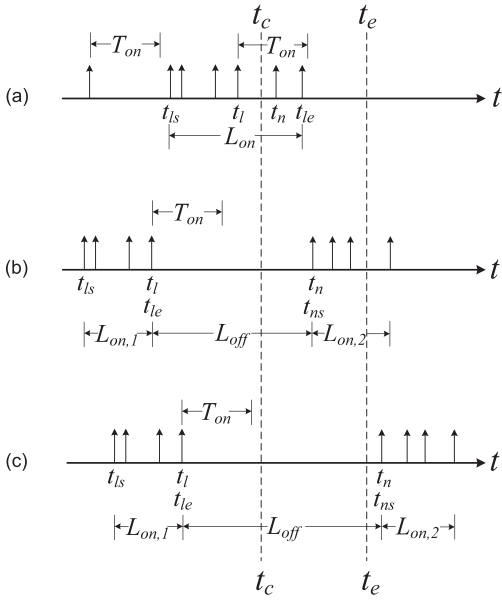 t_c t_e
T_on T_on
(a) t
t_ls t_l t_n t_le
L_on
T_on
(b) t
t_ls t_l t_n
t_le t_ns
L_on,1 L_off L_on,2
T_on
(c) t
t_ls t_l t_n
t_le t_ns
L_on,1 L_off L_on,2
t_c t_e